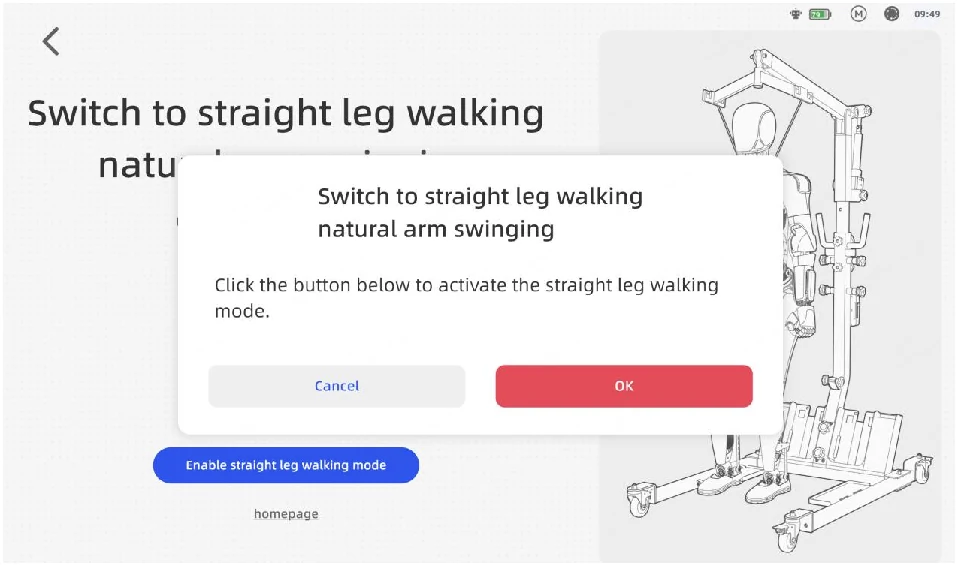 79
M
09:49
Switch to straight leg walking
Switch to straight leg walking
natural arm swinging
Click the button below to activate the straight leg walking
mode.
Cancel
OK
Enable straight leg walking mode
homepage